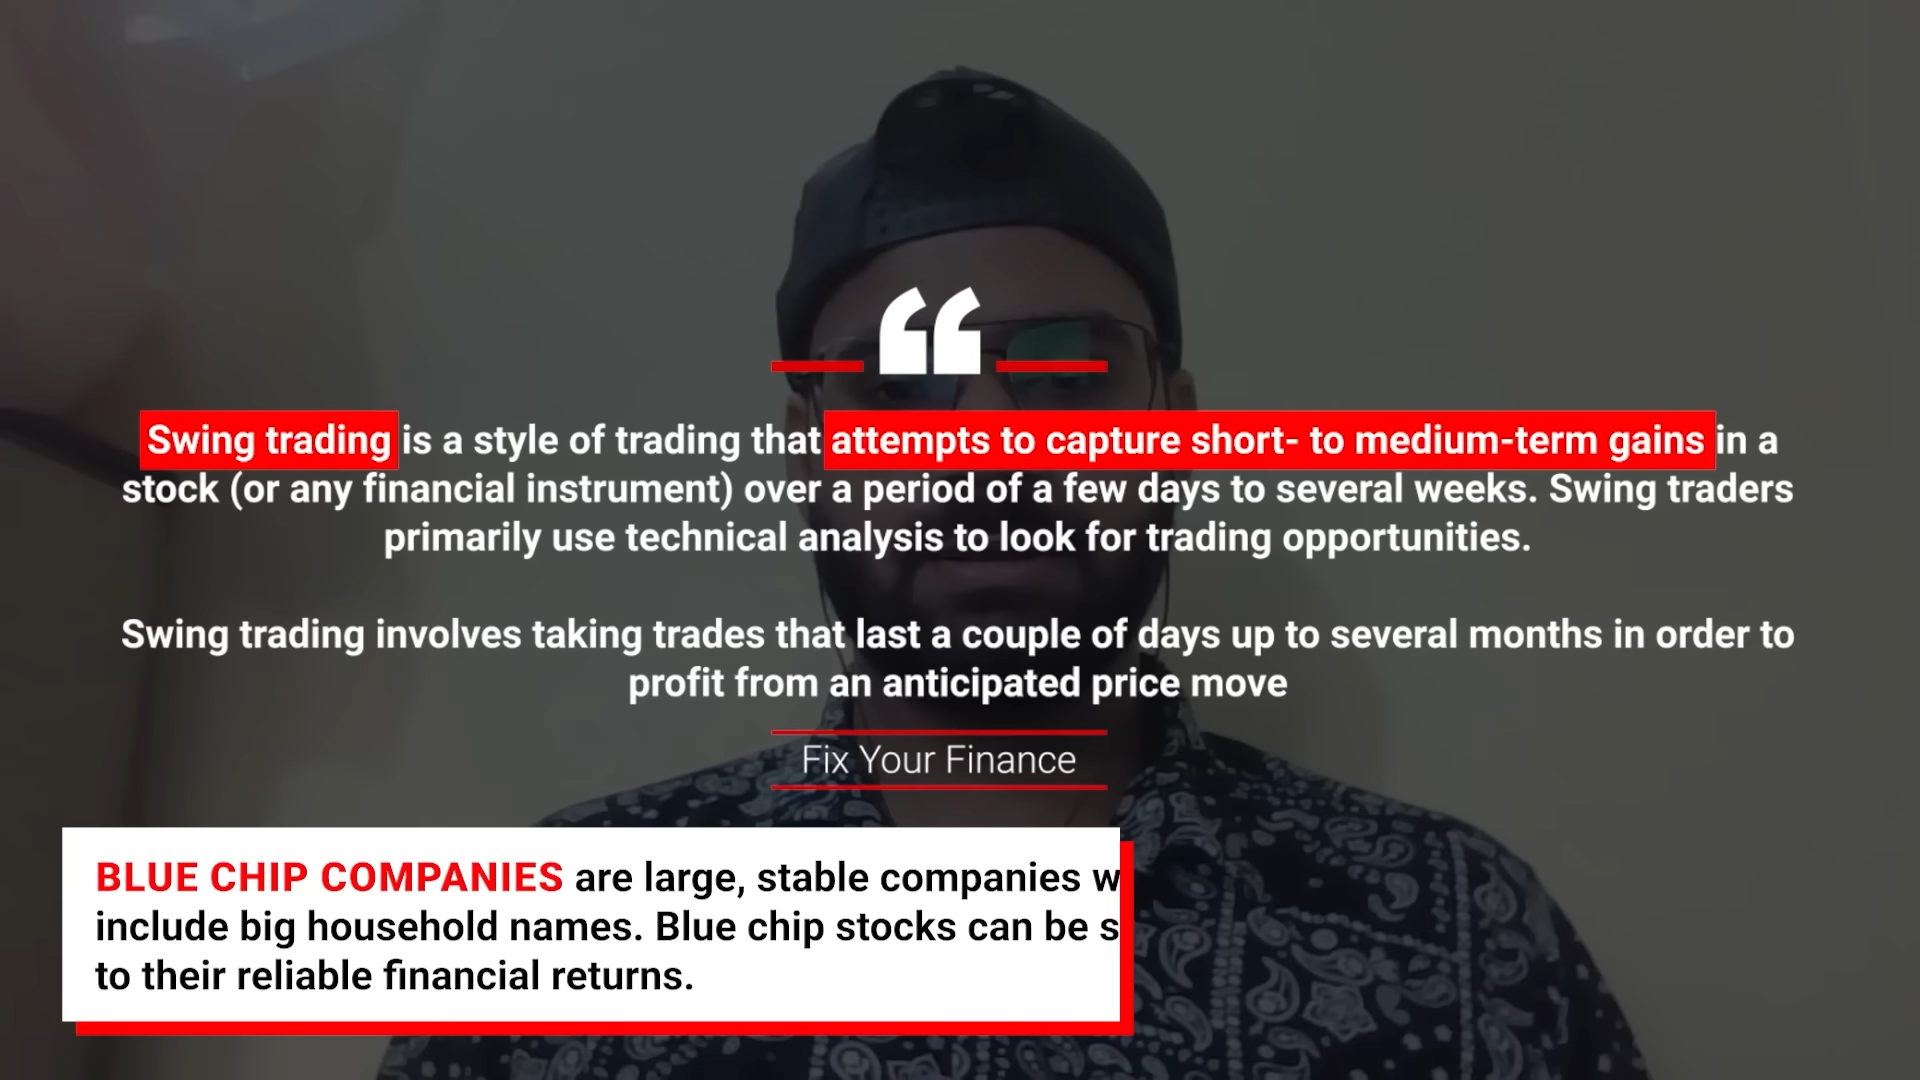 Swing trading is a style of trading that attempts to capture short- to medium-term gains in a
stock (or any financial instrument) over a period of a few days to several weeks. Swing traders
primarily use technical analysis to look for trading opportunities.
Swing trading involves taking trades that last a couple of days up to several months in order to
profit from an anticipated price move
Fix Your Finance
BLUE CHIP COMPANIES are large, stable companies
include big household names. Blue chip stocks can be
to their reliable financial returns.